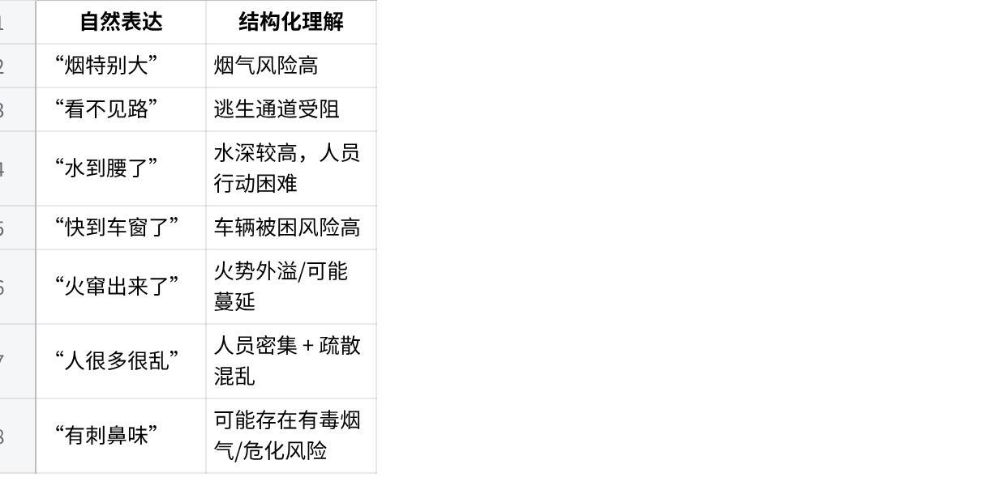 1
自然表达
结构化理解
2
“烟特别大”
烟气风险高
3
“看不见路”
逃生通道受阻
4
“水到腰了”
水深较高，人员
行动困难
5
“快到车窗了”
车辆被困风险高
6
“火窜出来了”
火势外溢/可能
蔓延
7
“人很多很乱”
人员密集 + 疏散
混乱
8
“有刺鼻味”
可能存在有毒烟
气/危化风险